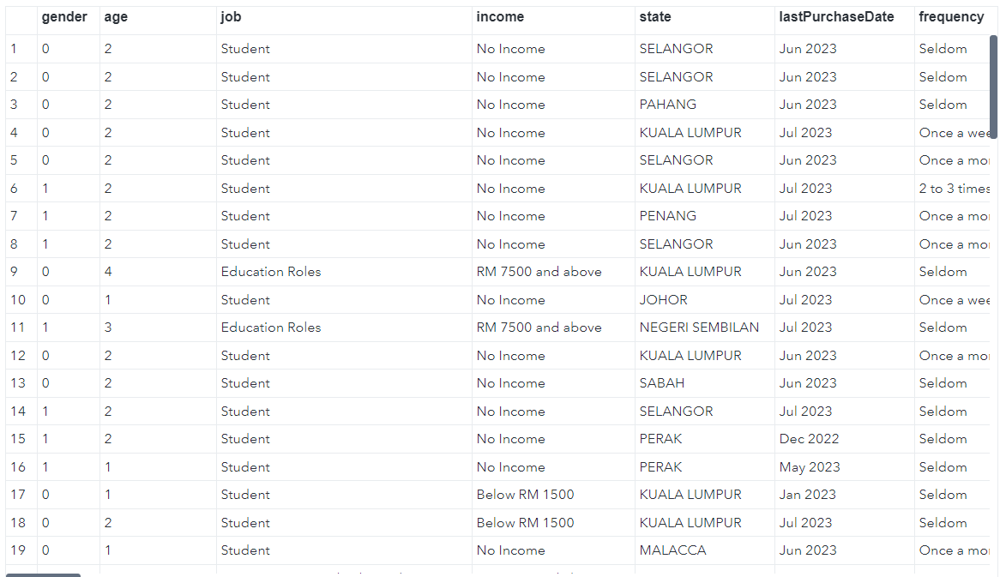 gender age job income state lastPurchaseDate frequency
1 0 2 Student No Income SELANGOR Jun 2023 Seldom
2 0 2 Student No Income SELANGOR Jun 2023 Seldom
3 0 2 Student No Income PAHANG Jun 2023 Seldom
4 0 2 Student No Income KUALA LUMPUR Jul 2023 Once a wee
5 0 2 Student No Income SELANGOR Jun 2023 Once a mo
6 1 2 Student No Income KUALA LUMPUR Jul 2023 2 to 3 times
7 1 2 Student No Income PENANG Jul 2023 Once a mo
8 1 2 Student No Income SELANGOR Jun 2023 Once a mo
9 0 4 Education Roles RM 7500 and above KUALA LUMPUR Jun 2023 Seldom
10 0 1 Student No Income JOHOR Jul 2023 Once a wee
11 1 3 Education Roles RM 7500 and above NEGERI SEMBILAN Jul 2023 Seldom
12 0 2 Student No Income KUALA LUMPUR Jun 2023 Once a mo
13 0 2 Student No Income SABAH Jun 2023 Seldom
14 1 2 Student No Income SELANGOR Jul 2023 Seldom
15 1 2 Student No Income PERAK Dec 2022 Seldom
16 1 1 Student No Income PERAK May 2023 Seldom
17 0 1 Student Below RM 1500 KUALA LUMPUR Jan 2023 Seldom
18 0 2 Student Below RM 1500 KUALA LUMPUR Jul 2023 Seldom
19 0 1 Student No Income MALACCA Jun 2023 Once a mo